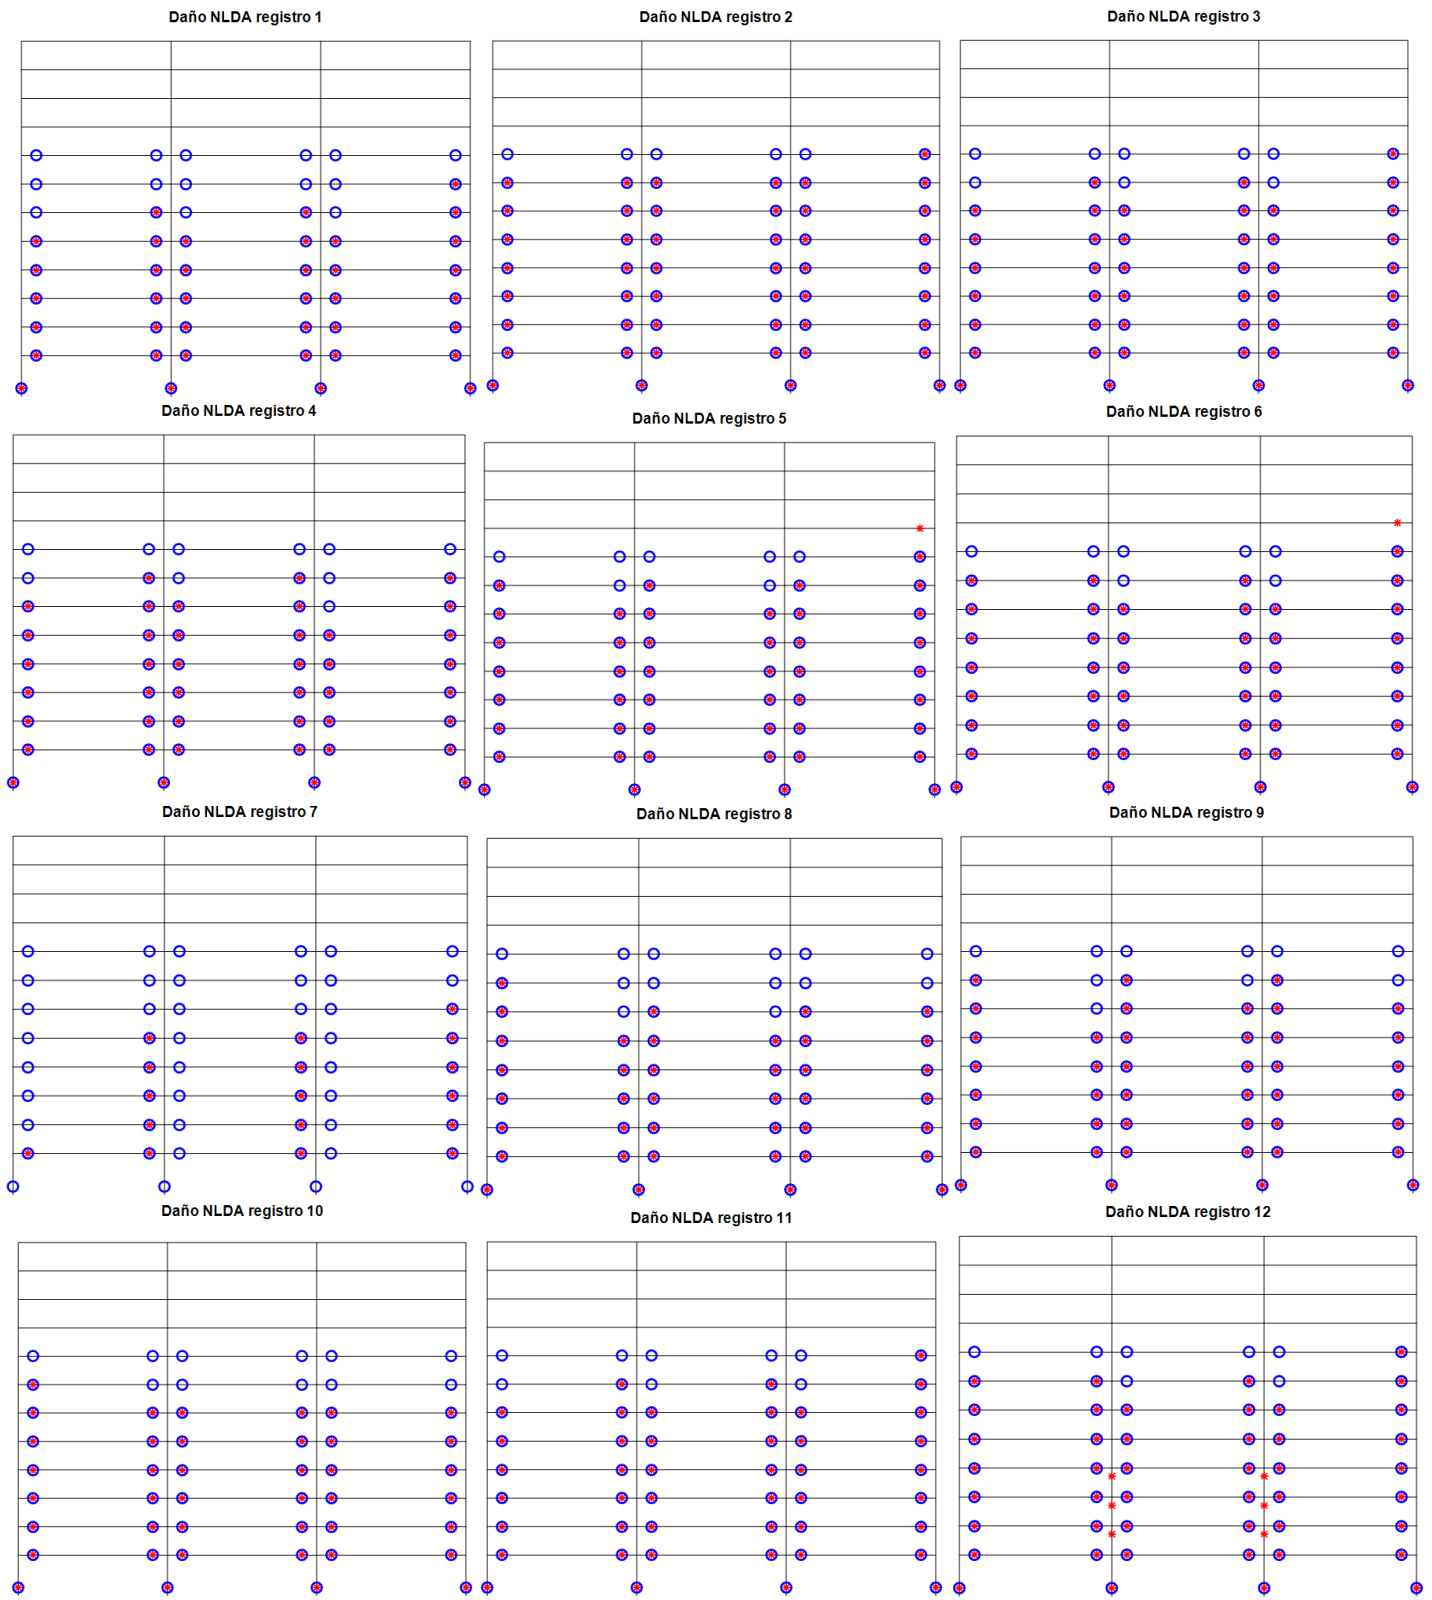 Daño NLDA registro 1
Daño NLDA registro 2
Daño NLDA registro 3
Daño NLDA registro 4
Daño NLDA registro 5
Daño NLDA registro 6
Daño NLDA registro 7
Daño NLDA registro 8
Daño NLDA registro 9
Daño NLDA registro 10
Daño NLDA registro 11
Daño NLDA registro 12